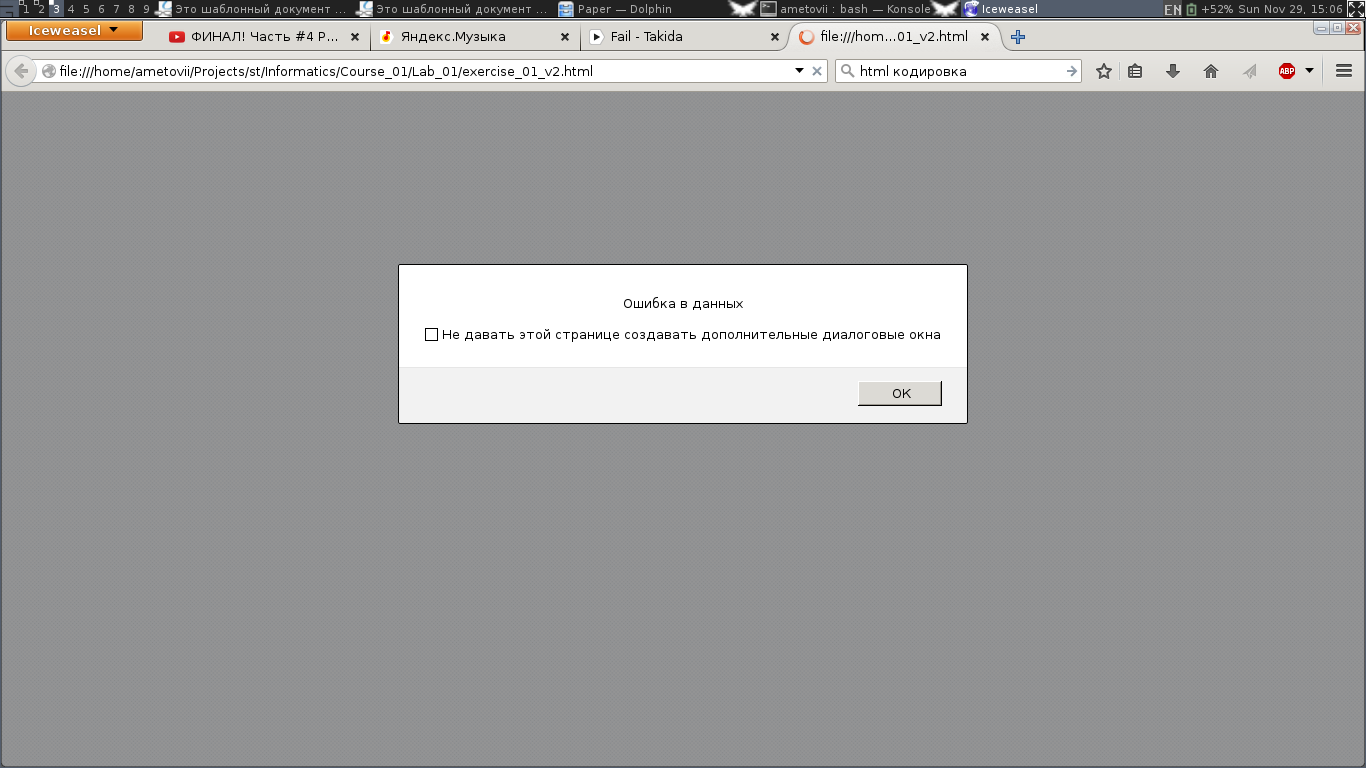 1 2 3 4 5 6 7 8 9 Это шаблонный документ ... Это шаблонный документ ... Paper — Dolphin ametovii : bash — Konsole Iceweasel EN +52% Sun Nov 29, 15:06
Iceweasel ФИНАЛ! Часть #4 P... Яндекс.Музыка Fail - Takida file:///hom...01_v2.html
file:///home/ametovii/Projects/st/Informatics/Course_01/Lab_01/exercise_01_v2.html html кодировка ABP
Ошибка в данных
Не давать этой странице создавать дополнительные диалоговые окна
OK